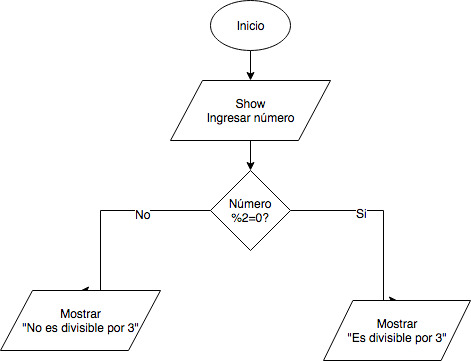 Inicio
Show
Ingresar número
Número
%2=0?
No
Si
Mostrar
"No es divisible por 3"
Mostrar
"Es divisible por 3"